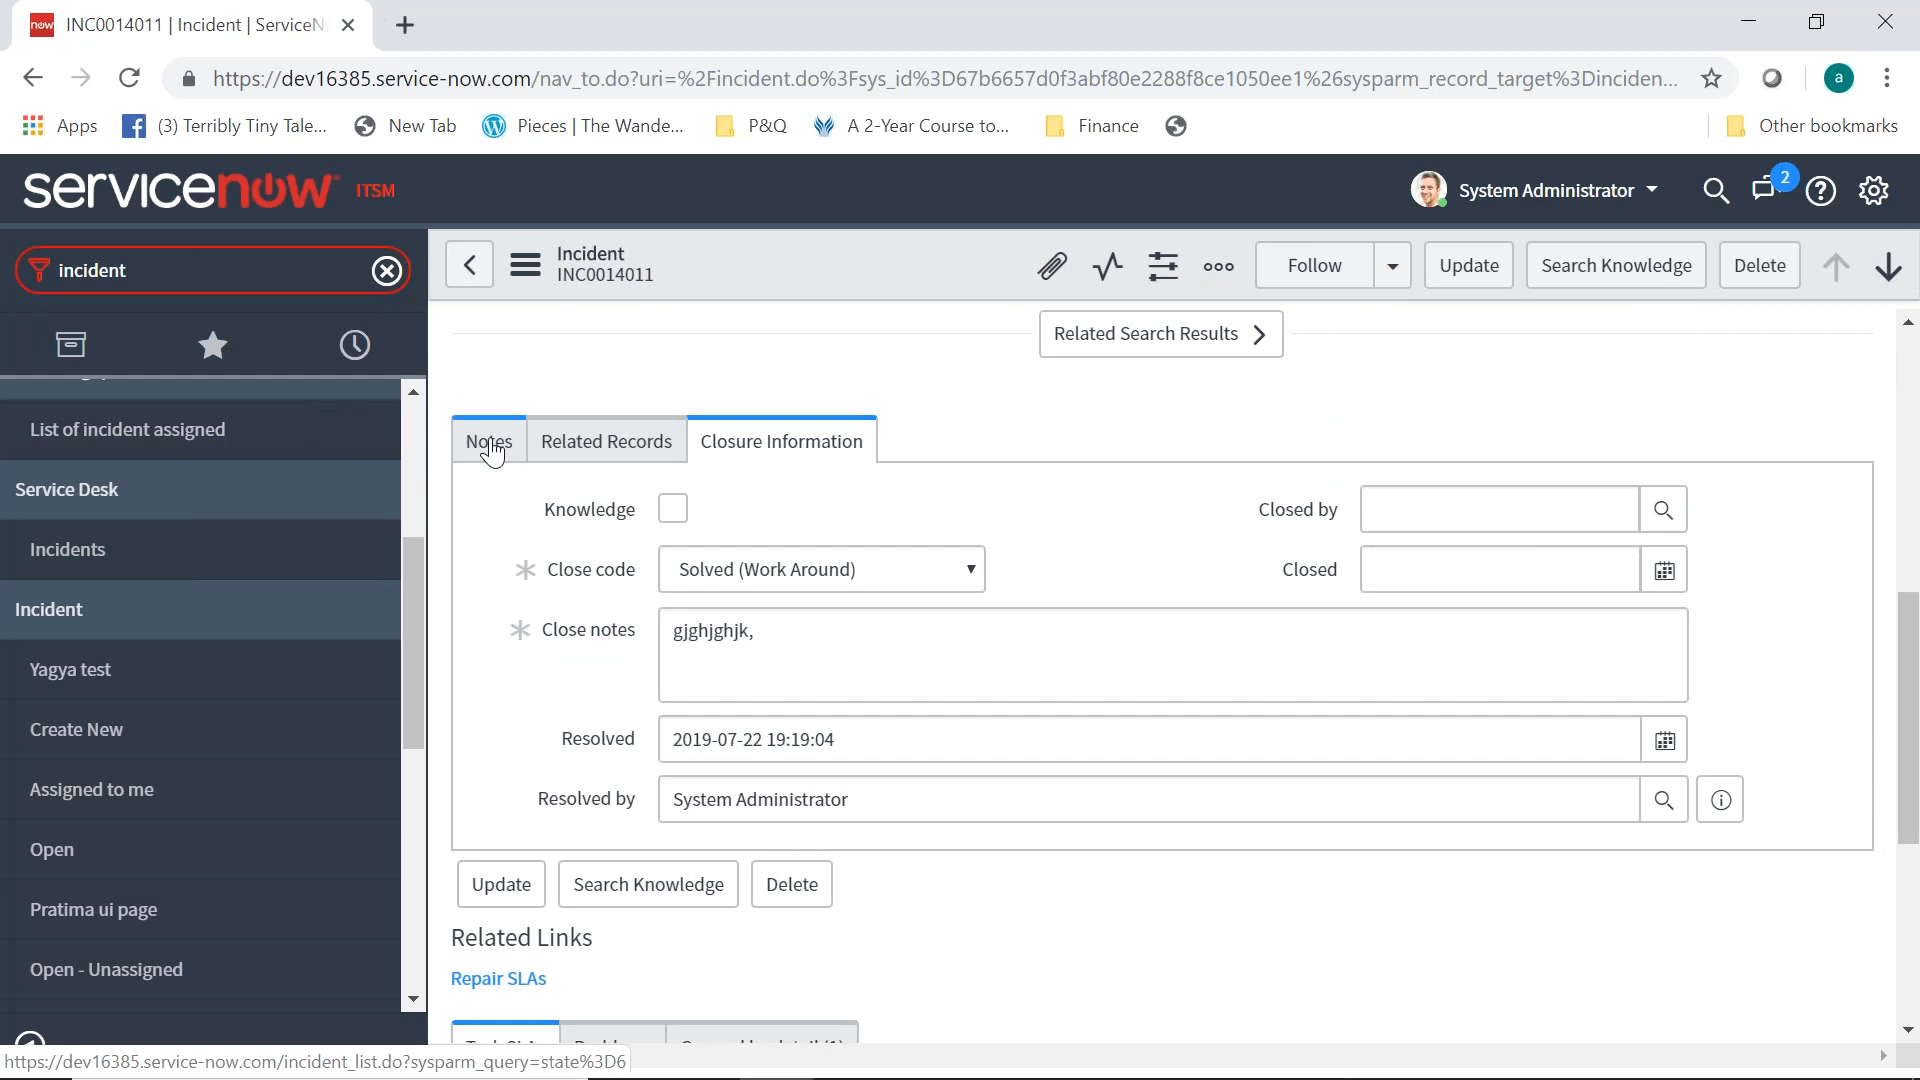 now INC0014011 | Incident | ServiceN
https://dev16385.service-now.com/nav_to.do?uri=%2Fincident.do%3Fsys_id%3D67b6657d0f3abf80e2288f8ce1050ee1%26sysparm_record_target%3Dinciden...
a
Apps (3) Terribly Tiny Tale... New Tab Pieces | The Wande... P&Q A 2-Year Course to... Finance Other bookmarks
servicenow ITSM
System Administrator 2
incident
Incident
INC0014011
Follow Update Search Knowledge Delete
Related Search Results
List of incident assigned
Service Desk
Incidents
Incident
Yagya test
Create New
Assigned to me
Open
Pratima ui page
Open - Unassigned
Notes Related Records Closure Information
Knowledge Closed by
Close code Solved (Work Around) Closed
Close notes gjghjghjk,
Resolved 2019-07-22 19:19:04
Resolved by System Administrator
Update Search Knowledge Delete
Related Links
Repair SLAs
https://dev16385.service-now.com/incident_list.do?sysparm_query=state%3D6